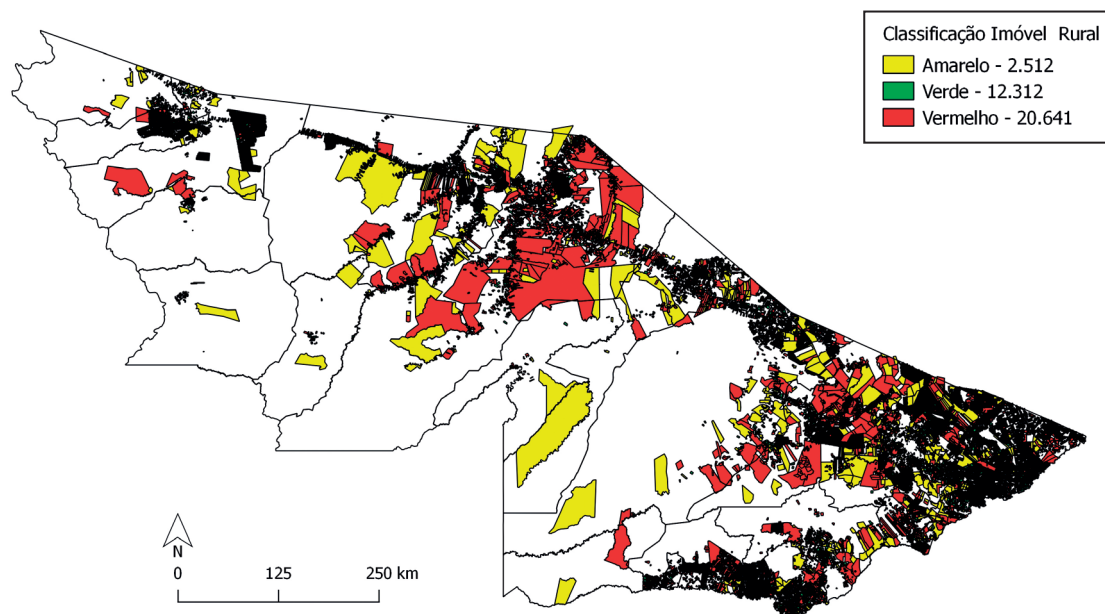 Classificação Imóvel Rural
Amarelo - 2.512
Verde - 12.312
Vermelho - 20.641
N
0 125 250 km